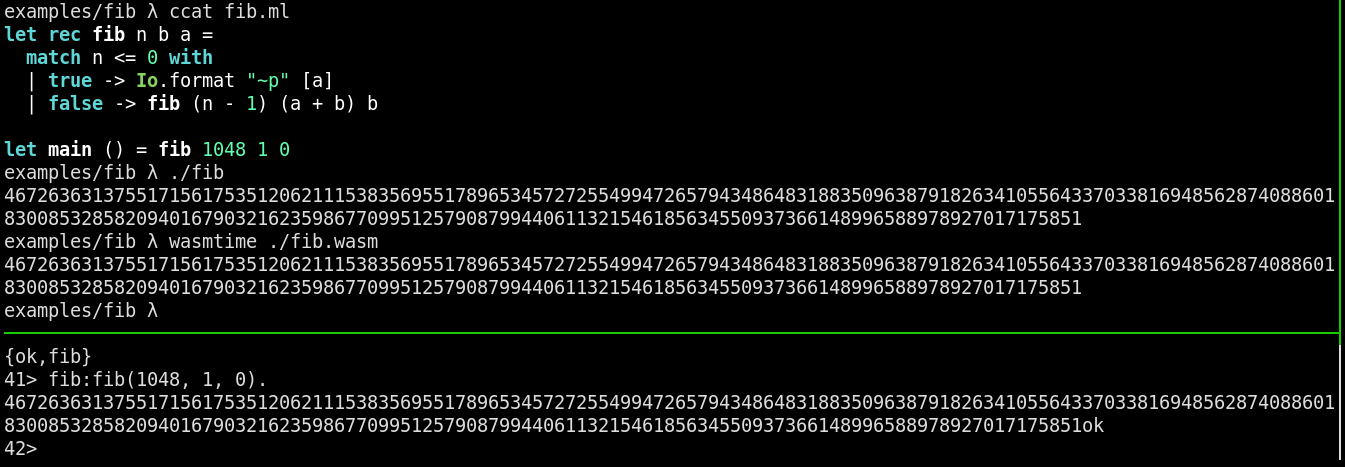 examples/fib λ ccat fib.ml
let rec fib n b a =
  match n <= 0 with
  | true -> Io.format "~p" [a]
  | false -> fib (n - 1) (a + b) b

let main () = fib 1048 1 0
examples/fib λ ./fib
4672636313755171561753512062111538356955178965345727255499472657943486483188350963879182634105564337033816948562874088601
830085328582094016790321623598677099512579087994406113215461856345509373661489965889789270171​75851
examples/fib λ wasmtime ./fib.wasm
4672636313755171561753512062111538356955178965345727255499472657943486483188350963879182634105564337033816948562874088601
83008532858209401679032162359867709951257908799440611321546185634550937366148996588978927017175851
examples/fib λ
{ok,fib}
41> fib:fib(1048, 1, 0).
4672636313755171561753512062111538356955178965345727255499472657943486483188350963879182634105564337033816948562874088601
83008532858209401679032162359867709951257908799440611321546185634550937366148996588978927017175851ok
42>